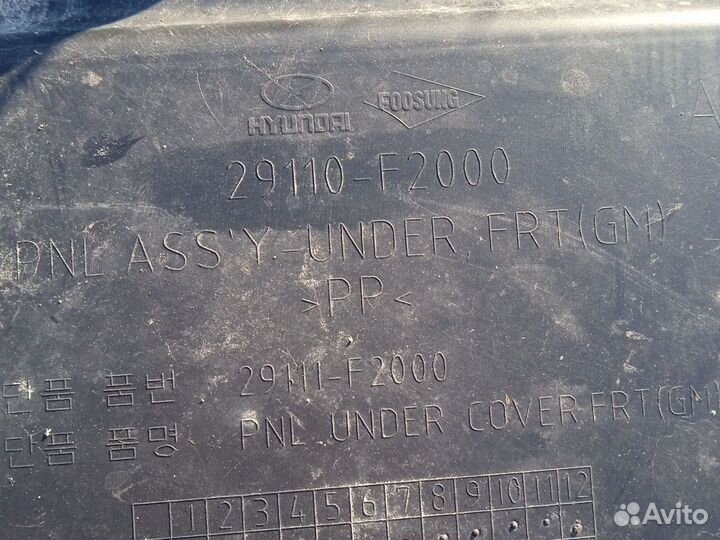 HYUNDAI
FOOSUNG
A
29110-F2000
PNL ASS'Y-UNDER, FRT(GM)
>PP<
단품 품번 29111-F2000
단품 품명 PNL UNDER COVER FRT(GM)
1 2 3 4 5 6 7 8 9 10 11 12
Avito